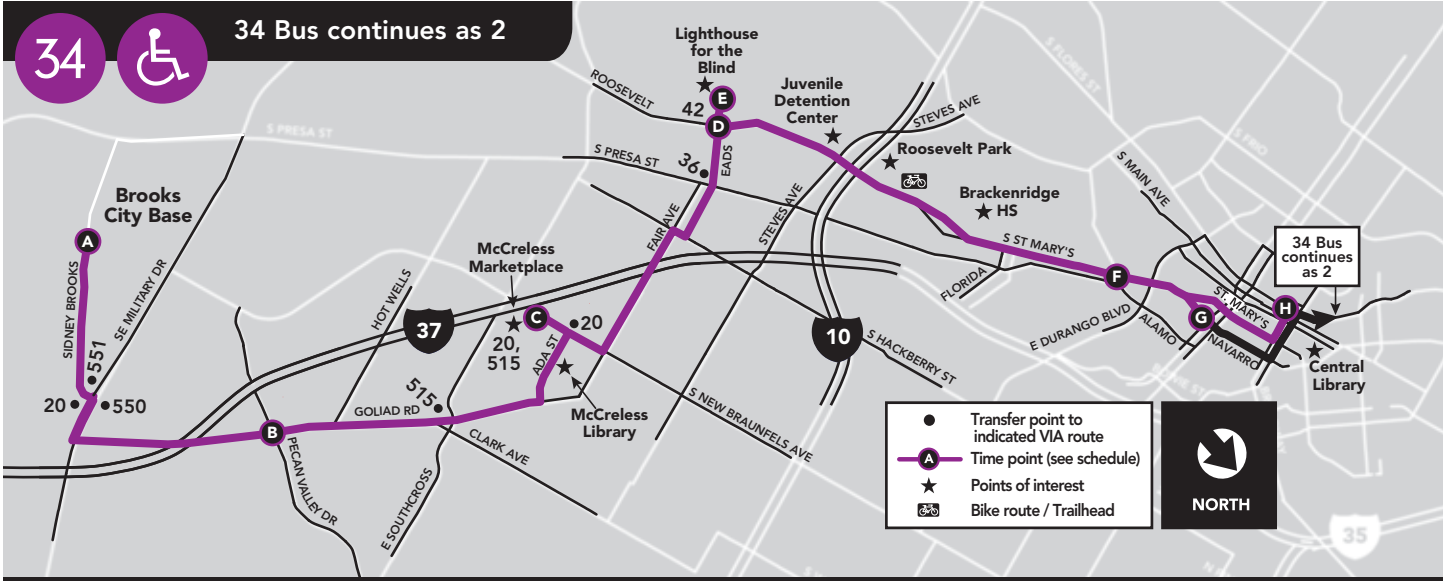 34
34 Bus continues as 2
Lighthouse
for the
Blind
ROOSEVELT
42
E
D
Juvenile
Detention
Center
STEVES AVE
S FLORES ST
S PRESA ST
S PRESA ST
36
EADS
Roosevelt Park
S FRIO
S MAIN AVE
Brooks
City Base
A
Brackenridge
HS
FAIR AVE
STEVES AVE
S ST MARY'S
34 Bus
continues
as 2
McCreless
Marketplace
SIDNEY BROOKS
SE MILITARY DR
HOT WELLS
37
C
20
20,
515
ADA ST
10
FLORIDA
F
E DURANGO BLVD
ALAMO
G
ST. MARY'S
NAVARRO
H
S HACKBERRY ST
Central
Library
551
20
550
515
McCreless
Library
S NEW BRAUNFELS AVE
B
GOLIAD RD
CLARK AVE
PECAN VALLEY DR
E SOUTHCROSS
Transfer point to
indicated VIA route
A
Time point (see schedule)
Points of interest
Bike route / Trailhead
NORTH
35